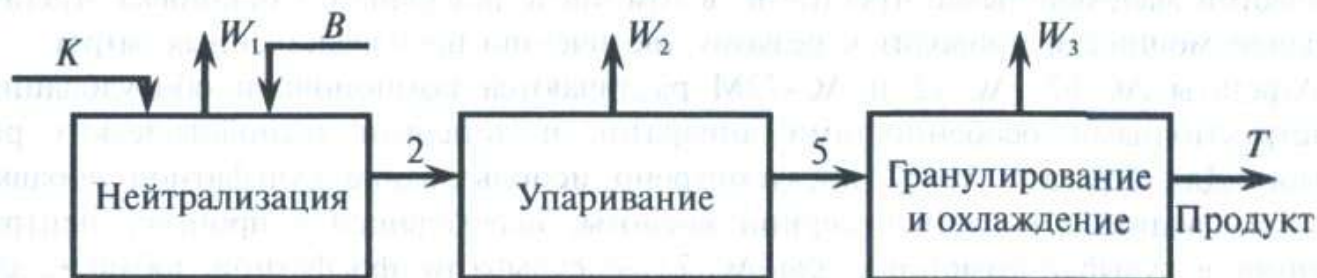 K
W₁
B
W₂
W₃
Нейтрализация
2
Упаривание
5
Гранулирование
и охлаждение
T
Продукт